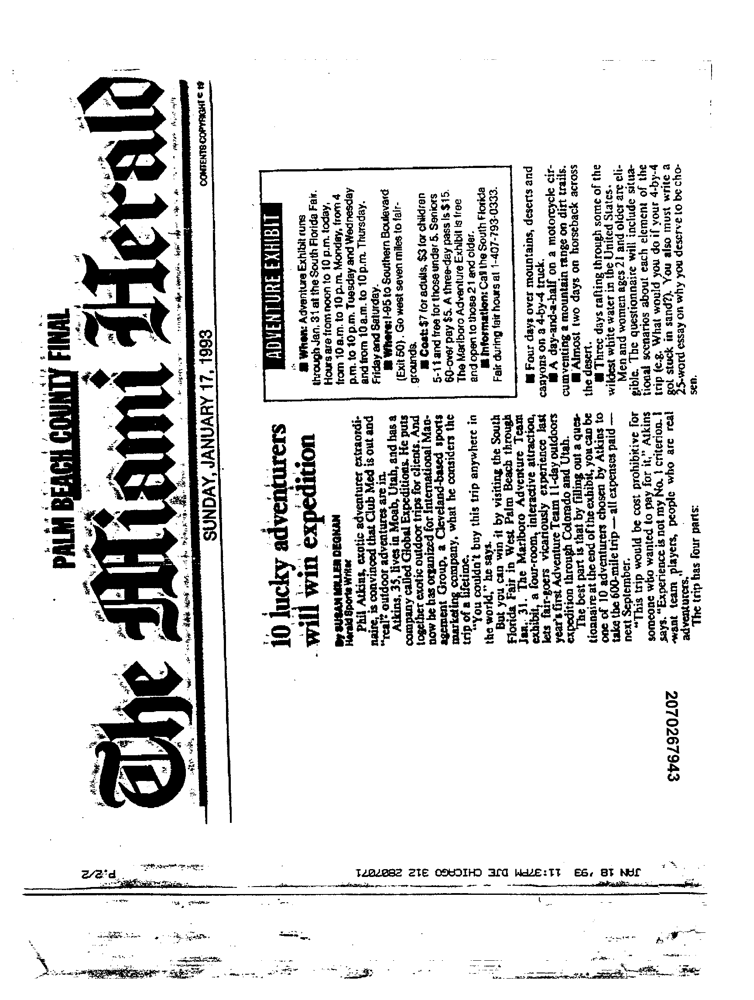 PALM BEACH COUNTY FINAL
The Miami Herald
CONTENTS COPYRIGHT © 19
SUNDAY, JANUARY 17, 1993
10 lucky adventurers
will win expedition
By SUSAN MILLER DEGNAN
Herald Sports Writer
Phil Atkins, exotic adventurer extraordi-
naire, is convinced that Club Med is out and
"real" outdoor adventures are in.
Atkins, 35, lives in Moab, Utah, and has a
company called Global Expeditions. He puts
together exotic outdoor trips for clients. And
now he has organized for International Man-
agement Group, a Cleveland-based sports
marketing company, what he considers the
trip of a lifetime.
"You couldn't buy this trip anywhere in
the world," he says.
But you can win it by visiting the South
Florida Fair in West Palm Beach through
Jan. 31. The Marlboro Adventure Team
exhibit, a four-room, interactive attraction,
lets fair-goers vicariously experience last
year's first Adventure Team 11-day outdoors
expedition through Colorado and Utah.
The best part is that by filling out a ques-
tionnaire at the end of the exhibit, you can be
one of 10 adventurers chosen by Atkins to
take the 600-mile trip — all expenses paid —
next September.
"This trip would be cost prohibitive for
someone who wanted to pay for it," Atkins
says. "Experience is not my No. 1 criterion. I
want team players, people who are real
adventurers."
The trip has four parts:
ADVENTURE EXHIBIT
■ When: Adventure Exhibit runs
through Jan. 31 at the South Florida Fair.
Hours are from noon to 10 p.m. today,
from 10 a.m. to 10 p.m. Monday, from 4
p.m. to 10 p.m. Tuesday and Wednesday
and from 10 a.m. to 10 p.m. Thursday,
Friday and Saturday.
■ Where: I-95 to Southern Boulevard
(Exit 50). Go west seven miles to fair-
grounds.
■ Cost: $7 for adults, $3 for children
5-11 and free for those under 5. Seniors
60-over pay $5. A three-day pass is $15.
The Marlboro Adventure Exhibit is free
and open to those 21 and older.
■ Information: Call the South Florida
Fair during fair hours at 1-407-793-0333.
■ Four days over mountains, deserts and
canyons on a 4-by-4 truck.
■ A day-and-a-half on a motorcycle cir-
cumventing a mountain range on dirt trails.
■ Almost two days on horseback across
the desert.
■ Three days rafting through some of the
wildest white water in the United States.
Men and women ages 21 and older are eli-
gible. The questionnaire will include situa-
tional scenarios about each element of the
trip (e.g. What would you do if your 4-by-4
got stuck in sand?). You also must write a
25-word essay on why you deserve to be cho-
sen.
2070267943
JAN 18 '93 11:37PM DJE CHICAGO 312 2807071
P.2/2